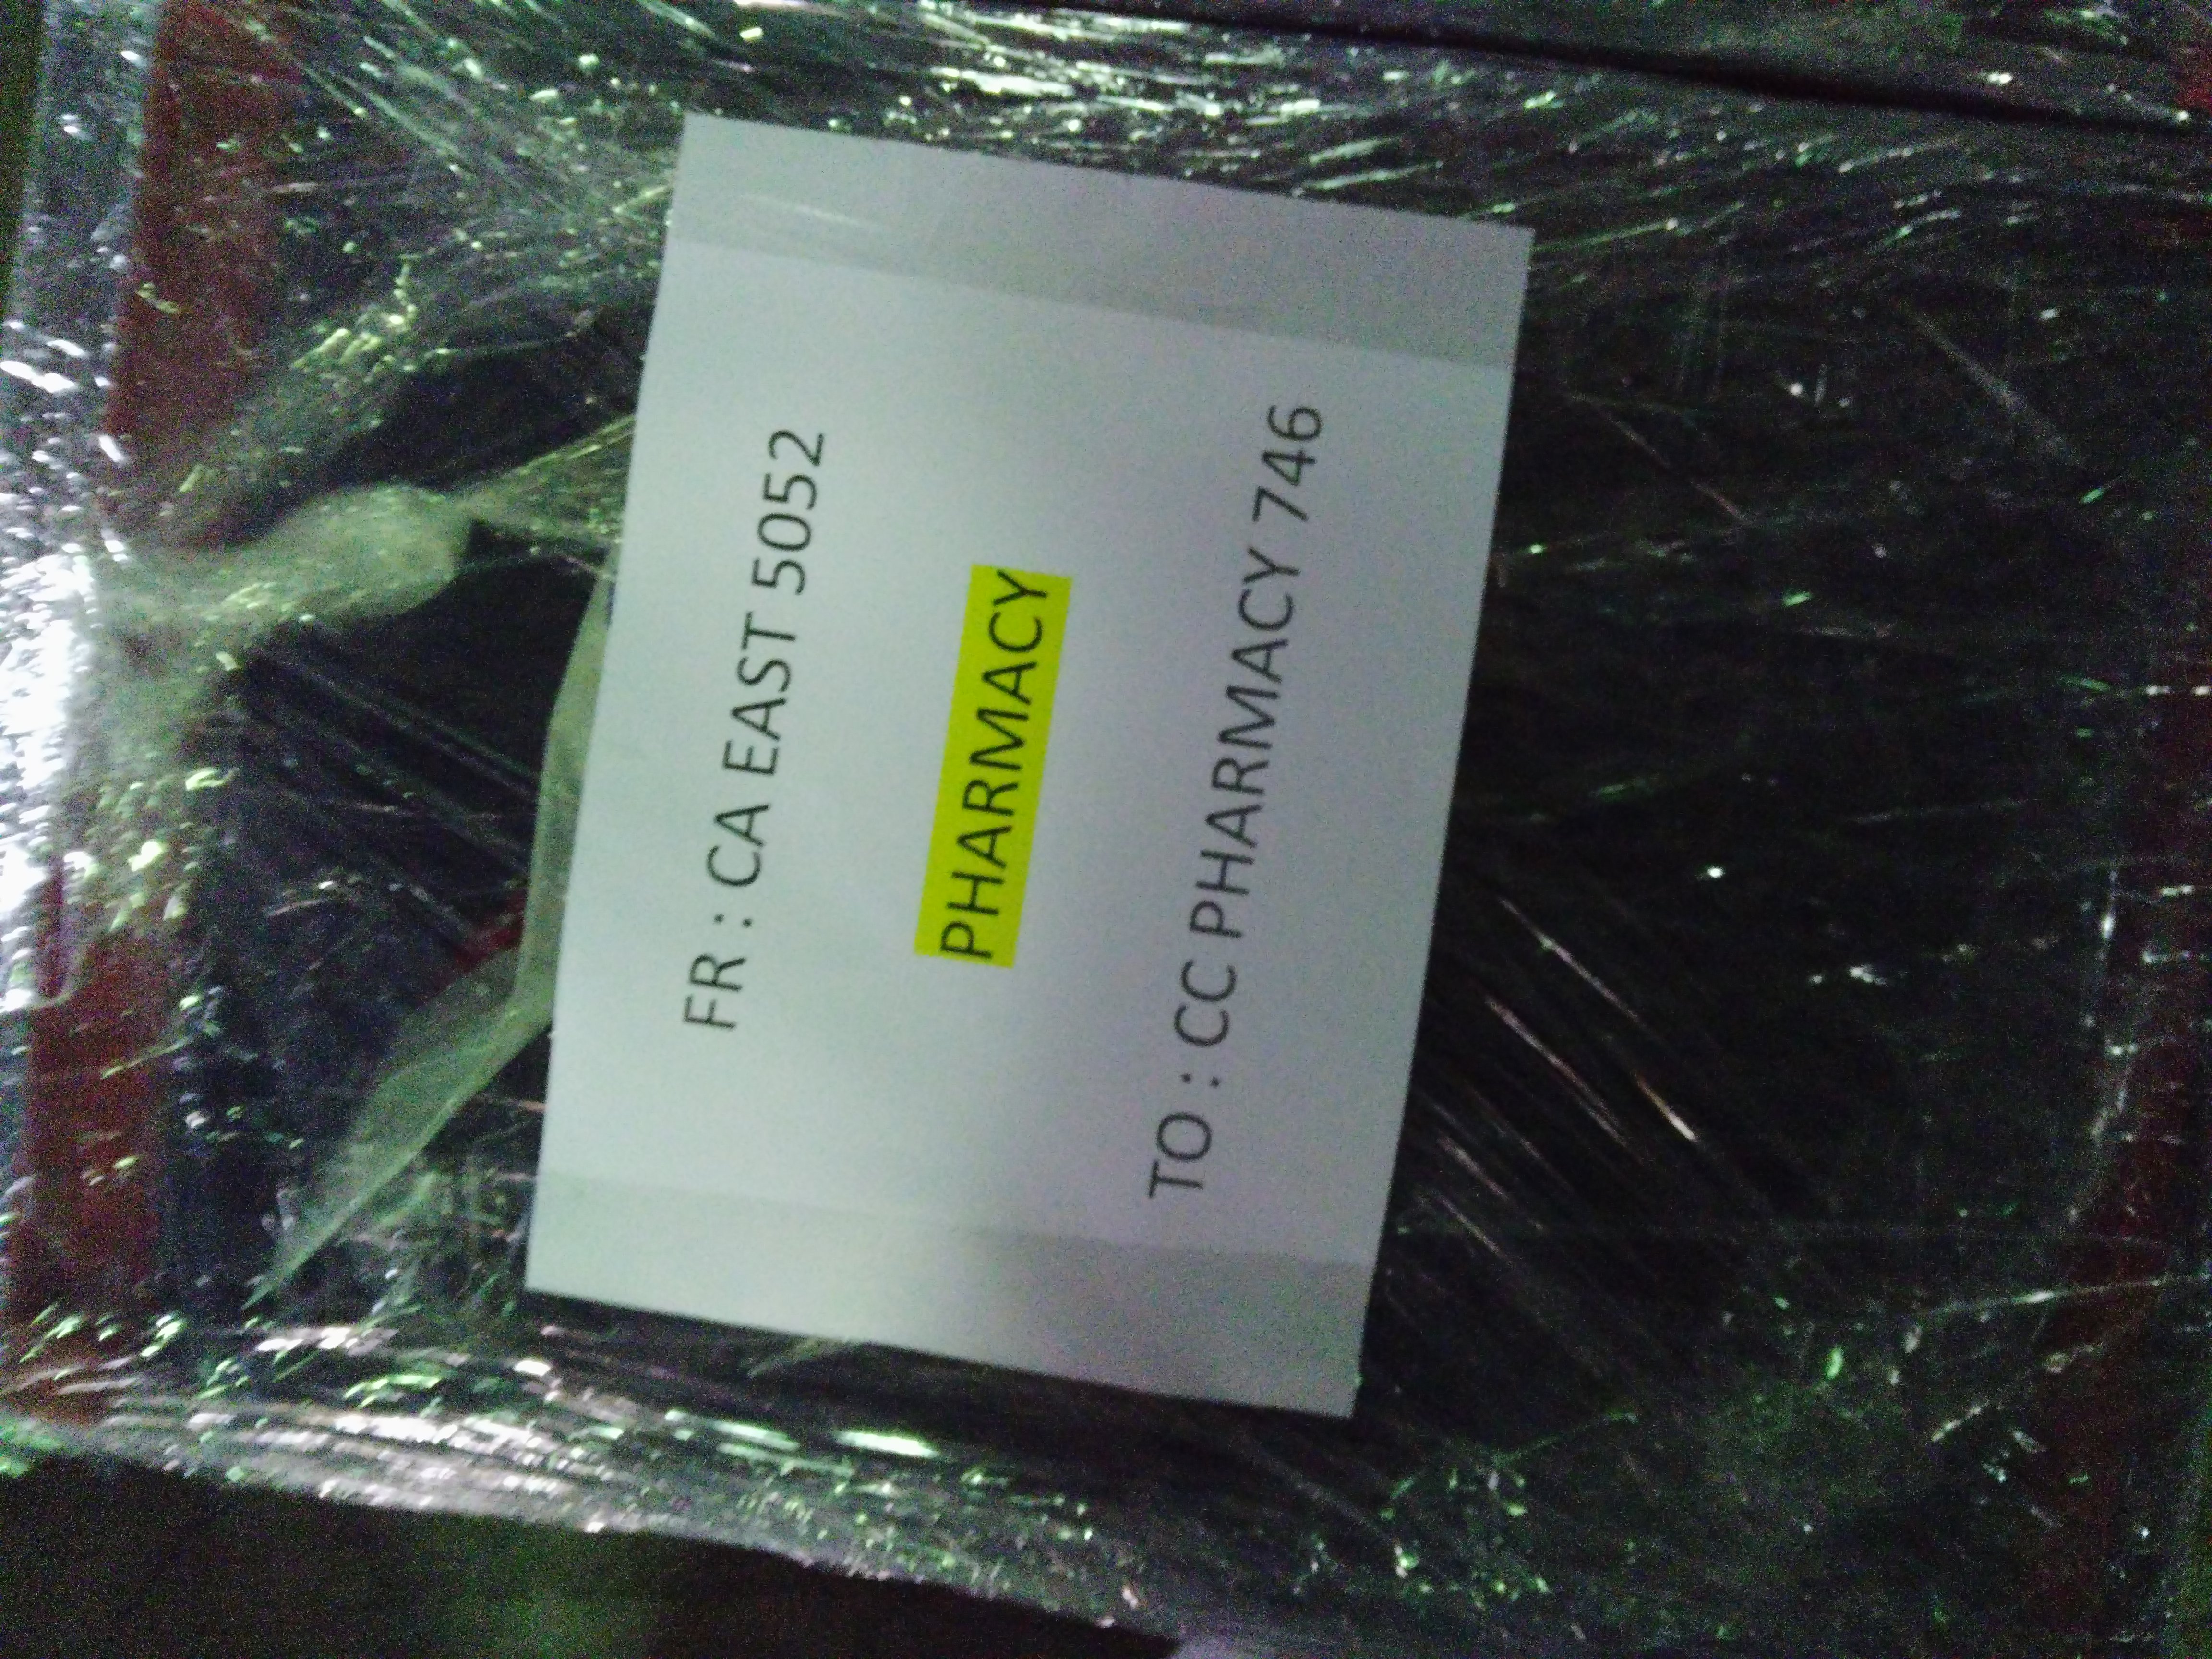 FR : CA EAST 5052
PHARMACY
TO : CC PHARMACY 746